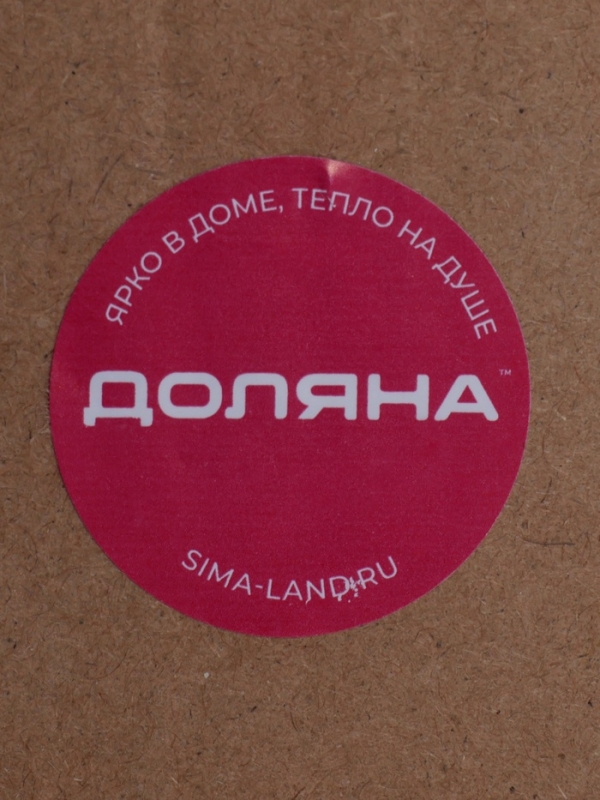 ЯРКО В ДОМЕ, ТЕПЛО НА ДУШЕ
ДОЛЯНА™
SIMA-LAND.RU